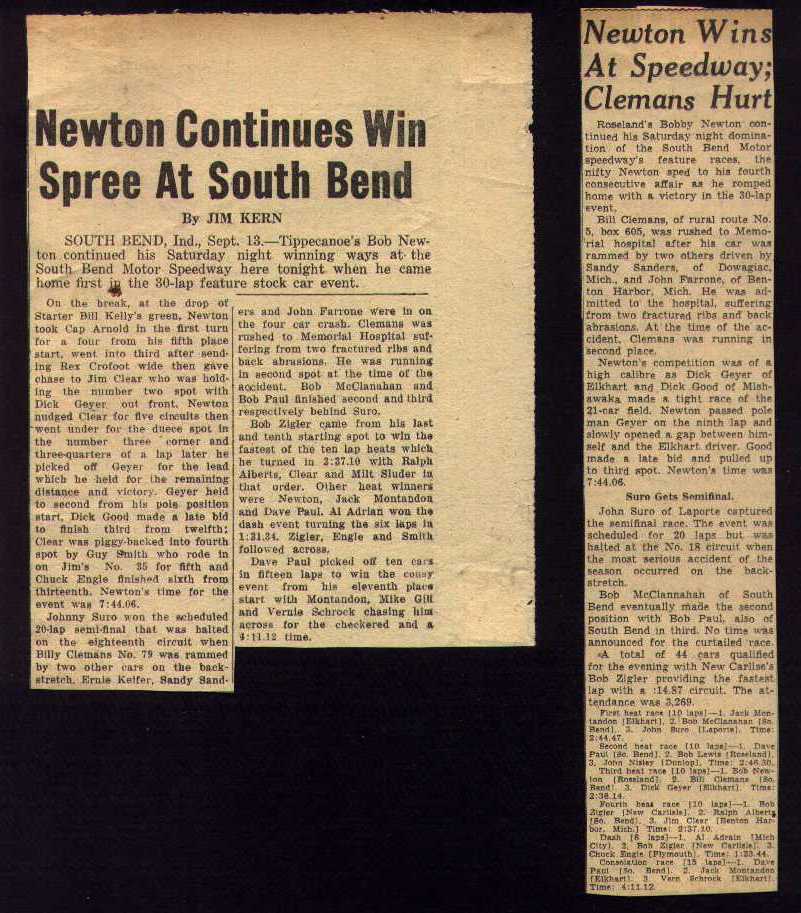 Newton Continues Win
Spree At South Bend
By JIM KERN
SOUTH BEND, Ind., Sept. 13.—Tippecanoe's Bob New-
ton continued his Saturday night winning ways at the
South Bend Motor Speedway here tonight when he came
home first in the 30-lap feature stock car event.
On the break, at the drop of
Starter Bill Kelly's green, Newton
took Cap Arnold in the first turn
for a four from his fifth place
start, went into third after send-
ing Rex Crofoot wide then gave
chase to Jim Clear who was hold-
ing the number two spot with
Dick Geyer out front. Newton
nudged Clear for five circuits then
went under for the duece spot in
the number three corner and
three-quarters of a lap later he
picked off Geyer for the lead
which he held for the remaining
distance and victory. Geyer held
to second from his pole position
start. Dick Good made a late bid
to finish third from twelfth;
Clear was piggy-backed into fourth
spot by Guy Smith who rode in
on Jim's No. 35 for fifth and
Chuck Engle finished sixth from
thirteenth. Newton's time for the
event was 7:44.06.
Johnny Suro won the scheduled
20-lap semi-final that was halted
on the eighteenth circuit when
Billy Clemans No. 79 was rammed
by two other cars on the back-
stretch. Ernie Keifer, Sandy Sand-
ers and John Farrone were in on
the four car crash. Clemans was
rushed to Memorial Hospital suf-
fering from two fractured ribs and
back abrasions. He was running
in second spot at the time of the
accident. Bob McClanahan and
Bob Paul finished second and third
respectively behind Suro.
Bob Zigler came from his last
and tenth starting spot to win the
fastest of the ten lap heats which
he turned in 2:37.10 with Ralph
Alberts, Clear and Milt Sluder in
that order. Other heat winners
were Newton, Jack Montandon
and Dave Paul. Al Adrian won the
dash event turning the six laps in
1:31.34. Zigler, Engle and Smith
followed across.
Dave Paul picked off ten cars
in fifteen laps to win the consy
event from his eleventh place
start with Montandon, Mike Gill
and Vernie Schrock chasing him
across for the checkered and a
4:11.12 time.
Newton Wins
At Speedway;
Clemans Hurt
Roseland's Bobby Newton con-
tinued his Saturday night domina-
tion of the South Bend Motor
speedway's feature races, the
nifty Newton sped to his fourth
consecutive affair as he romped
home with a victory in the 30-lap
event.
Bill Clemans, of rural route No.
5, box 605, was rushed to Memo-
rial hospital after his car was
rammed by two others driven by
Sandy Sanders, of Dowagiac,
Mich., and John Farrone, of Ben-
ton Harbor, Mich. He was ad-
mitted to the hospital, suffering
from two fractured ribs and back
abrasions. At the time of the ac-
cident, Clemans was running in
second place.
Newton's competition was of a
high calibre as Dick Geyer of
Elkhart and Dick Good of Mish-
awaka made a tight race of the
21-car field. Newton passed pole
man Geyer on the ninth lap and
slowly opened a gap between him-
self and the Elkhart driver. Good
made a late bid and pulled up
to third spot. Newton's time was
7:44.06.
Suro Gets Semifinal.
John Suro of Laporte captured
the semifinal race. The event was
scheduled for 20 laps but was
halted at the No. 18 circuit when
the most serious accident of the
season occurred on the back-
stretch.
Bob McClannahan of South
Bend eventually made the second
position with Bob Paul, also of
South Bend in third. No time was
announced for the curtailed race.
A total of 44 cars qualified
for the evening with New Carlise's
Bob Zigler providing the fastest
lap with a :14.87 circuit. The at-
tendance was 3,269.
First heat race [10 laps]—1. Jack Mon-
tandon [Elkhart]. 2. Bob McClanahan [So.
Bend]. 3. John Suro [Laporte]. Time:
2:44.47.
Second heat race [10 laps]—1. Dave
Paul [So. Bend]. 2. Bob Lewis [Roseland].
3. John Nisley [Dunlop]. Time: 2:46.30.
Third heat race [10 laps]—1. Bob New-
ton [Roseland]. 2. Bill Clemans [So.
Bend]. 3. Dick Geyer [Elkhart]. Time:
2:38.14.
Fourth heat race [10 laps]—1. Bob
Zigler [New Carlisle]. 2. Ralph Alberts
[So. Bend]. 3. Jim Clear [Benton Har-
bor, Mich.] Time: 2:37.10.
Dash [6 laps]—1. Al Adrain [Mich
City]. 2. Bob Zigler [New Carlisle]. 3.
Chuck Engle [Plymouth]. Time: 1:33.44.
Consolation race [15 laps]—1. Dave
Paul [So. Bend]. 2. Jack Montandon
[Elkhart]. 3. Vern Schrock [Elkhart].
Time: 4:11.12.